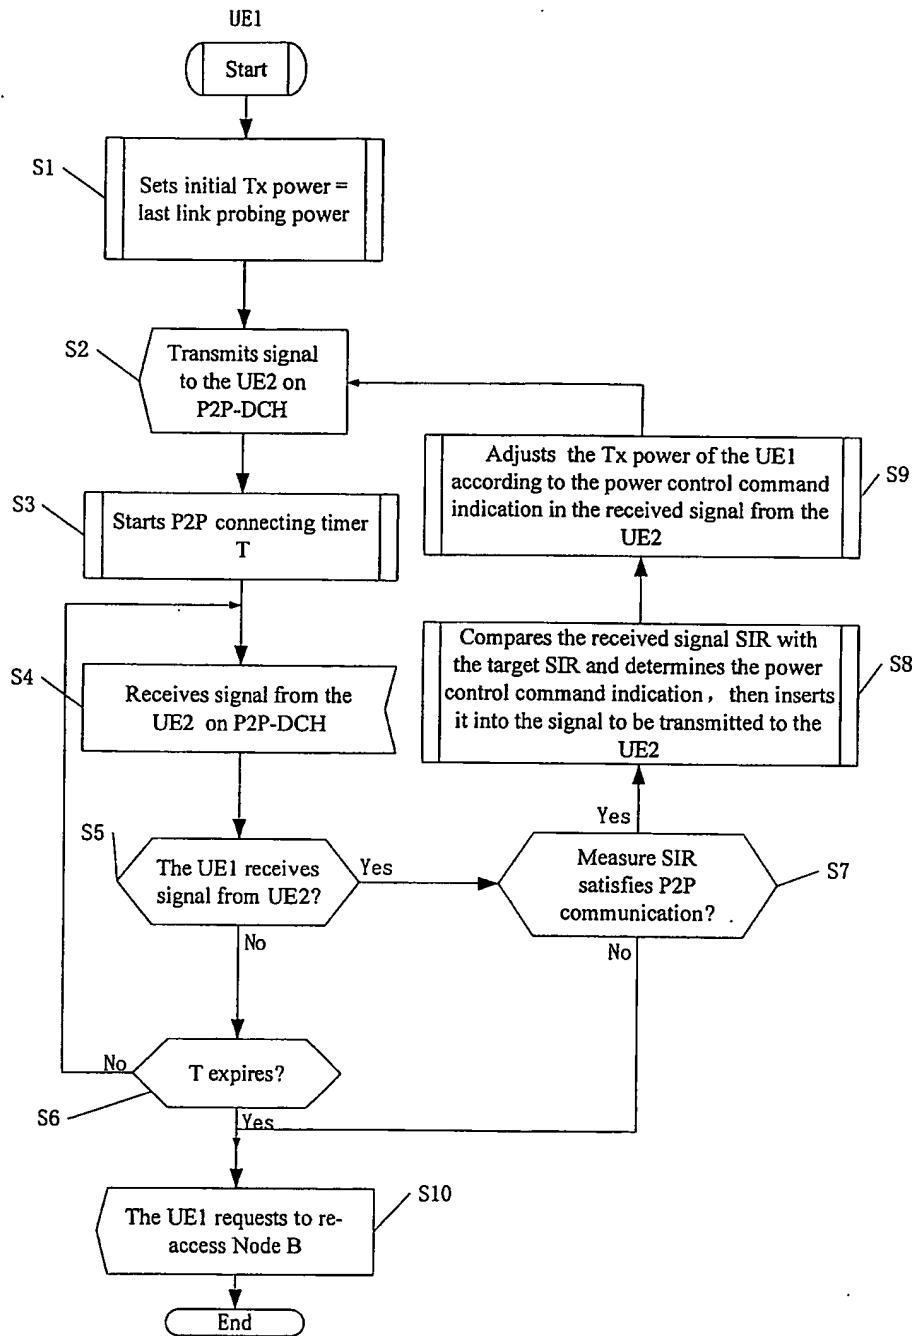 UE1
Start
S1
Sets initial Tx power =
last link probing power
S2
Transmits signal
to the UE2 on
P2P-DCH
S3
Starts P2P connecting timer
T
S4
Receives signal from the
UE2 on P2P-DCH
S5
The UE1 receives
signal from UE2?
Yes
No
S6
T expires?
No
Yes
S7
Measure SIR
satisfies P2P
communication?
Yes
No
S8
Compares the received signal SIR with
the target SIR and determines the power
control command indication, then inserts
it into the signal to be transmitted to the
UE2
S9
Adjusts the Tx power of the UE1
according to the power control command
indication in the received signal from the
UE2
S10
The UE1 requests to re-
access Node B
End